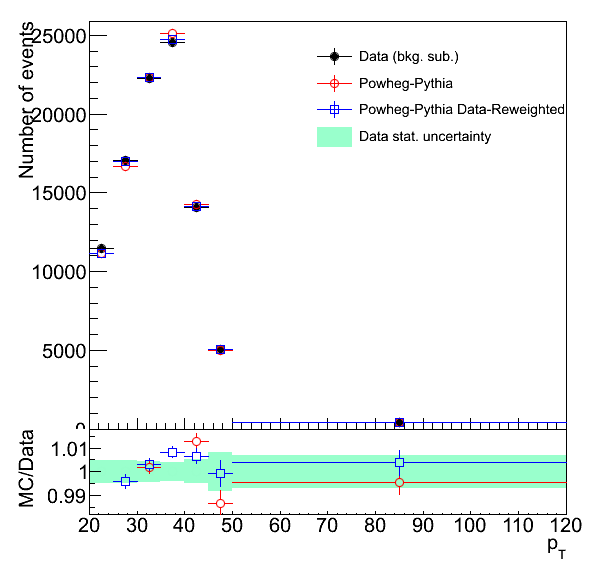 Number of events
25000
20000
15000
10000
5000
Data (bkg. sub.)
Powheg-Pythia
Powheg-Pythia Data-Reweighted
Data stat. uncertainty
MC/Data
1.01
1
0.99
20 30 40 50 60 70 80 90 100 110 120
pT